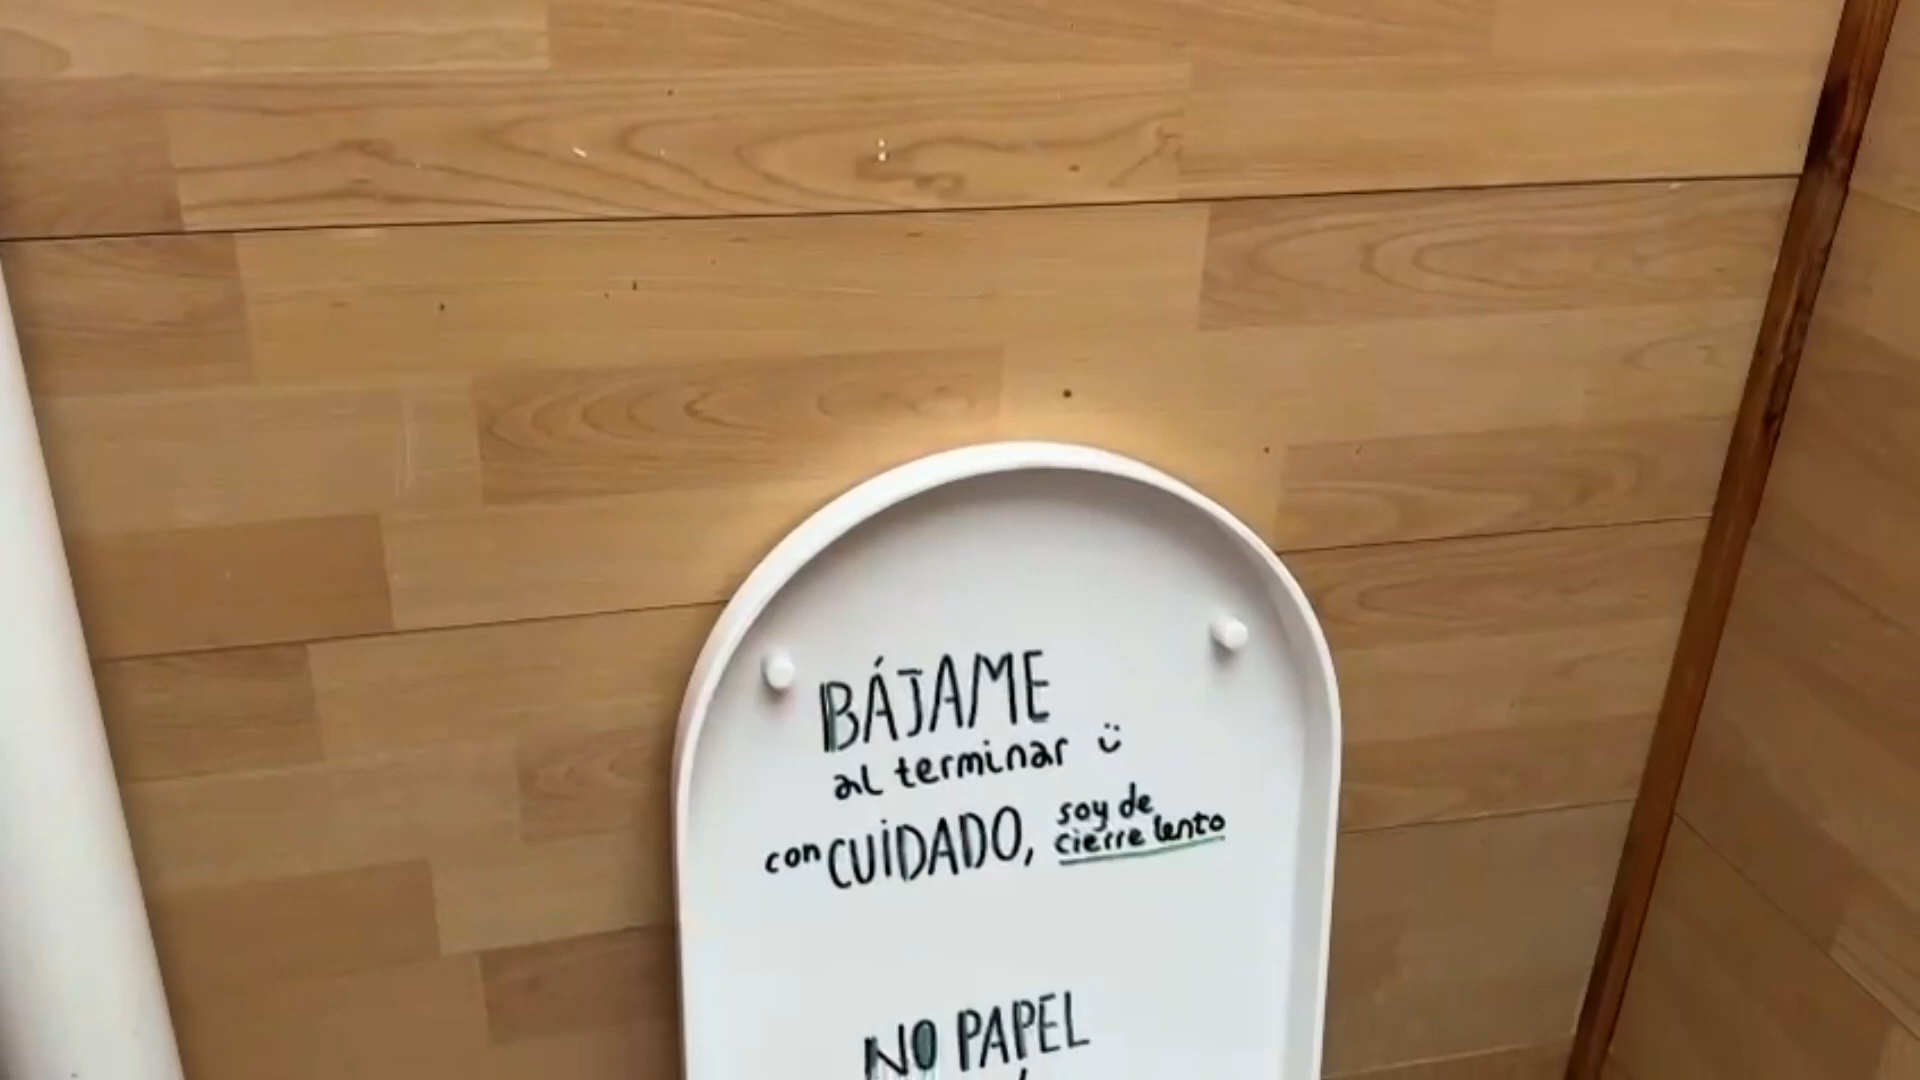 BÁJAME
al terminar ü
con CUIDADO, soy de
cierre lento
NO PAPEL